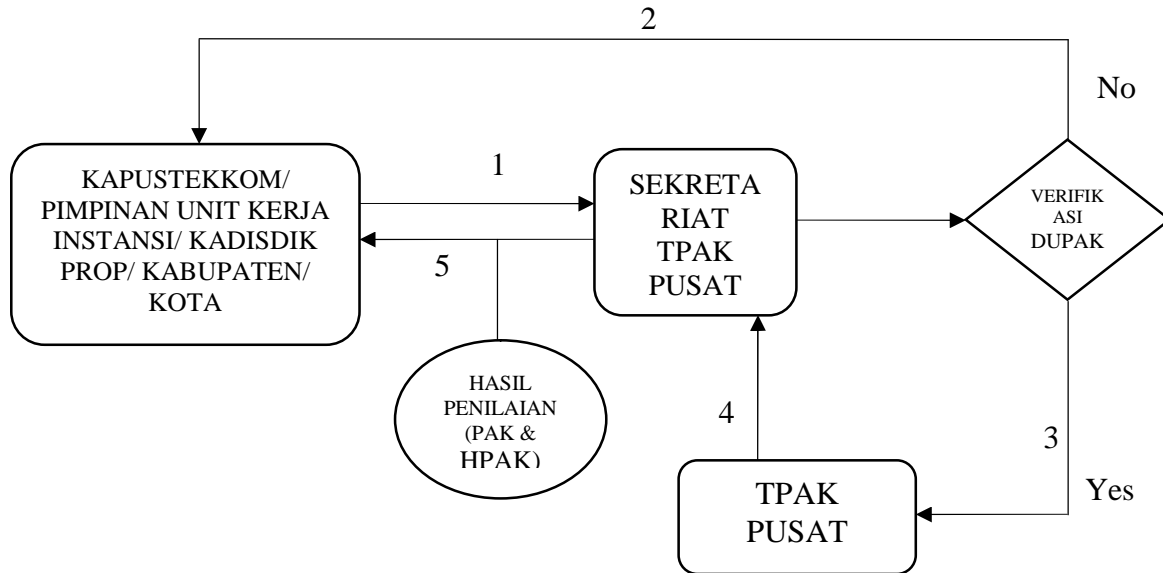 2
No
KAPUSTEKKOM/
PIMPINAN UNIT KERJA
INSTANSI/ KADISDIK
PROP/ KABUPATEN/
KOTA
1
5
SEKRETA
RIAT
TPAK
PUSAT
VERIFIK
ASI
DUPAK
HASIL
PENILAIAN
(PAK &
HPAK)
4
3
Yes
TPAK
PUSAT